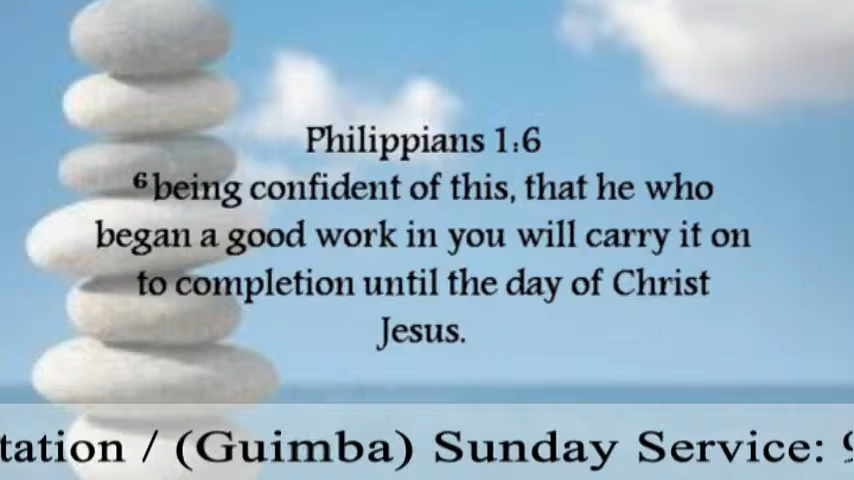 Philippians 1:6
⁶being confident of this, that he who
began a good work in you will carry it on
to completion until the day of Christ
Jesus.
/ (Guimba) Sunday Service: